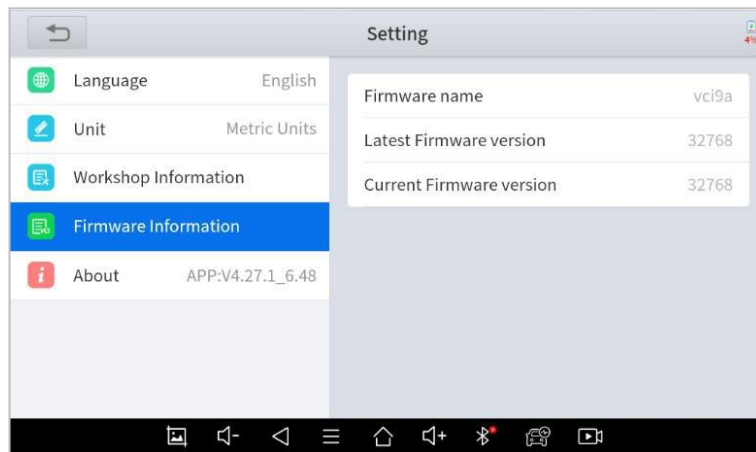 Setting
4%
Language English
Unit Metric Units
Workshop Information
Firmware Information
About APP:V4.27.1_6.48
Firmware name vci9a
Latest Firmware version 32768
Current Firmware version 32768